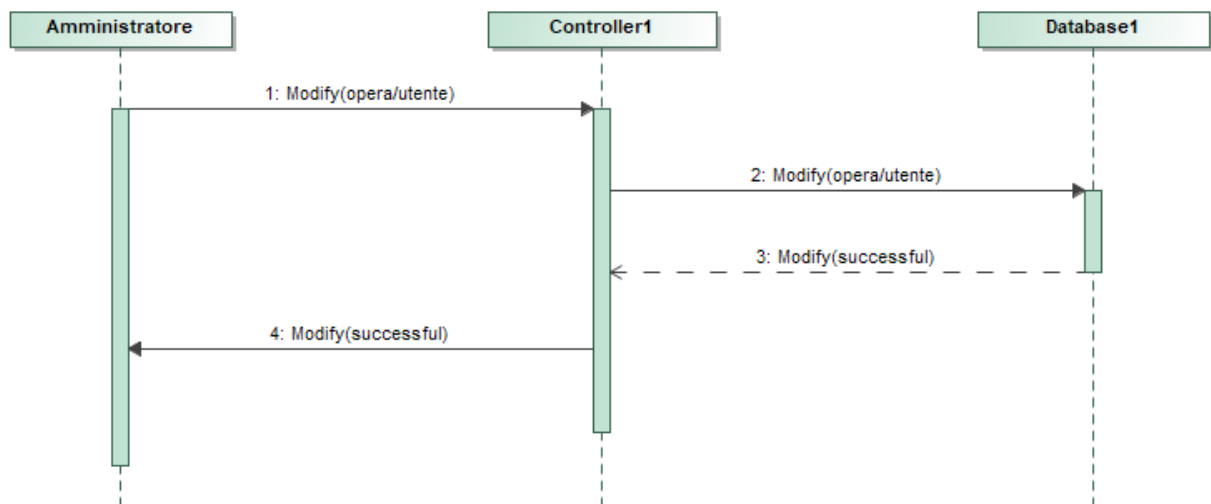 Amministratore
Controller1
Database1
1: Modify(opera/utente)
2: Modify(opera/utente)
3: Modify(successful)
4: Modify(successful)